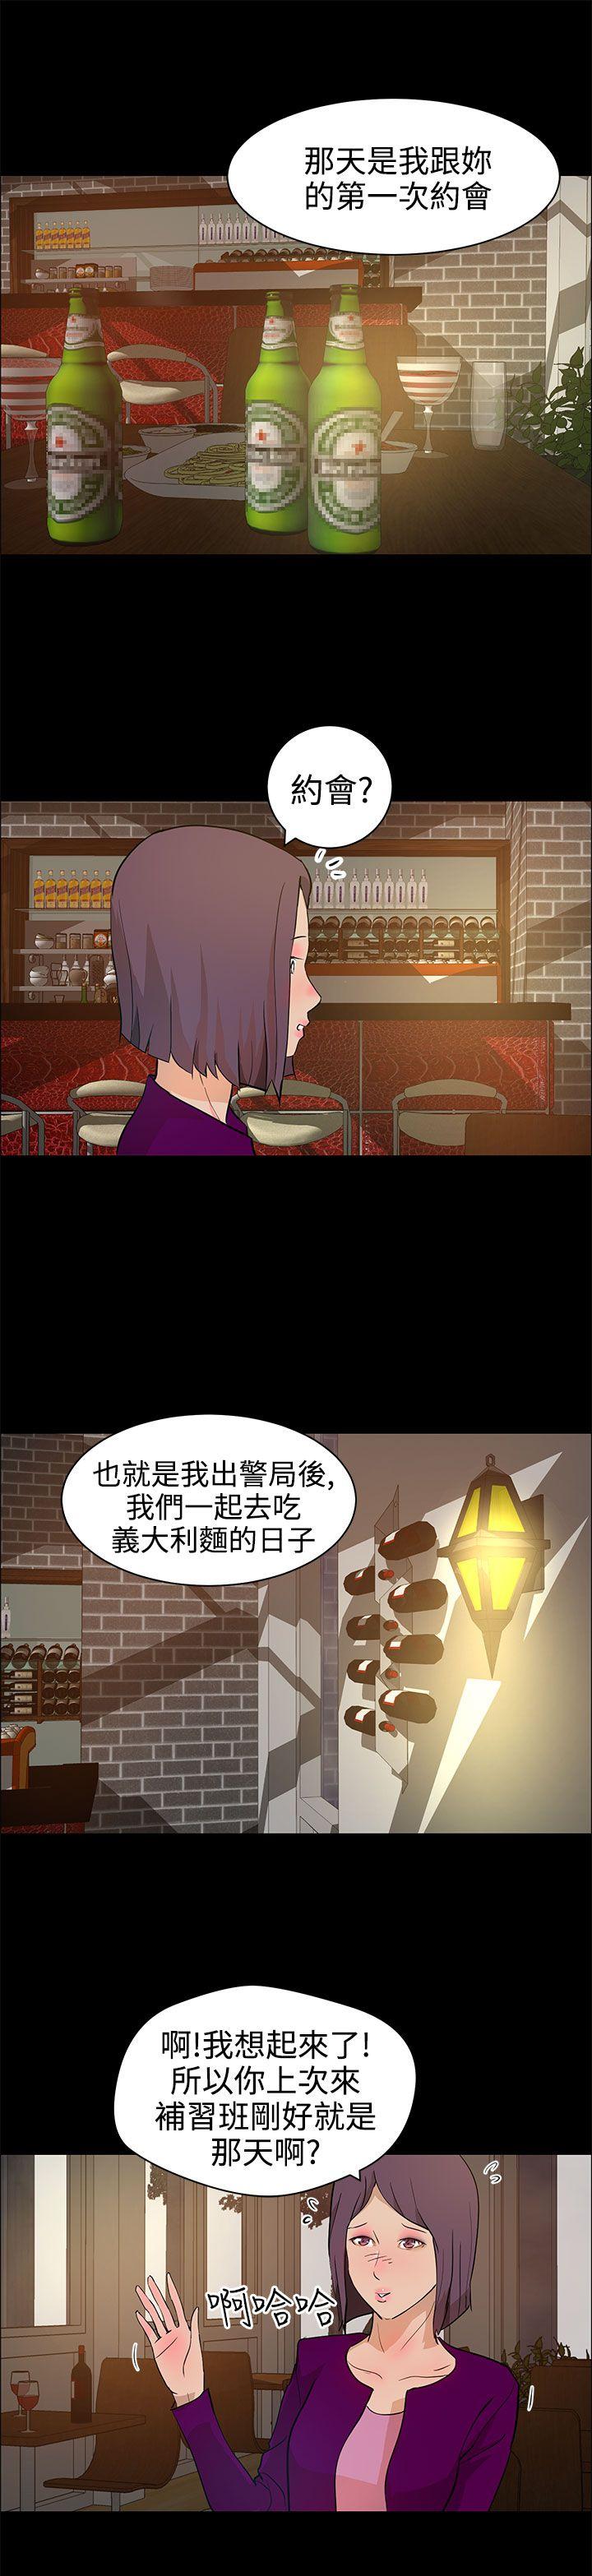 那天是我跟妳
的第一次約會
約會?
也就是我出警局後,
我們一起去吃
義大利麵的日子
啊!我想起來了!
所以你上次來
補習班剛好就是
那天啊?
啊哈哈